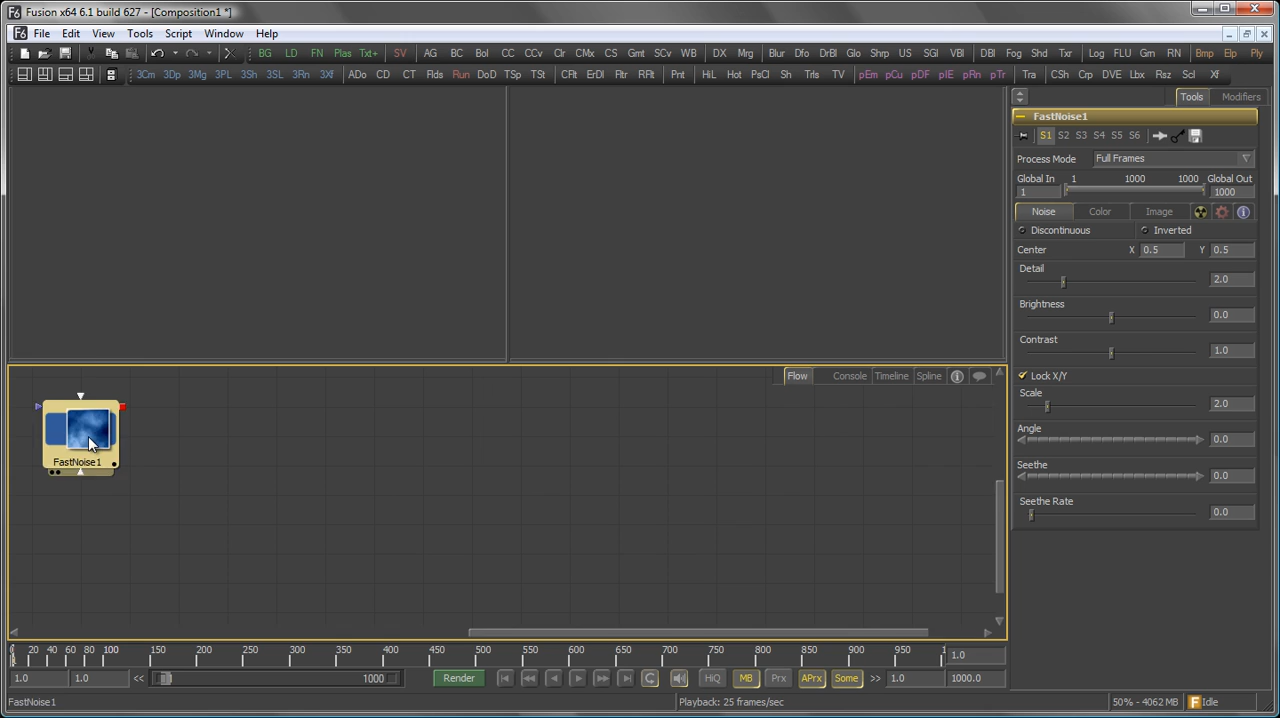 Fusion x64 6.1 build 627 - [Composition1 *]
File Edit View Tools Script Window Help
BG LD FN Plas Txt+ SV AG BC Bol CC CCv Clr CMx CS Gmt SCv WB DX Mrg Blur Dfo DrBl Glo Shrp US SGl VBl DBl Fog Shd Txr Log FLU Grn RN Bmp Elp Ply
3Cm 3Dp 3Mg 3PL 3Sh 3SL 3Rn 3Xf ADo CD CT Flds Run DoD TSp TSt CFlt ErDl Fltr RFlt Pnt HiL Hot PsCl Sh Trls TV pEm pCu pDF pIE pRn pTr Tra CSh Crp DVE Lbx Rsz Scl Xf
Tools Modifiers
FastNoise1
S1 S2 S3 S4 S5 S6
Process Mode Full Frames
Global In 1 1000 1000 Global Out
1 1000
Noise Color Image
Discontinuous Inverted
Center X 0.5 Y 0.5
Detail
2.0
Brightness
0.0
Contrast
1.0
Lock X/Y
Scale
2.0
Angle
0.0
Seethe
0.0
Seethe Rate
0.0
Flow Console Timeline Spline
FastNoise1
20 40 60 80 100 150 200 250 300 350 400 450 500 550 600 650 700 750 800 850 900 950 1.0
1.0 1.0 << 1000 Render HiQ MB Prx APrx Some >> 1.0 1000.0
FastNoise1 Playback: 25 frames/sec 50% - 4062 MB Idle